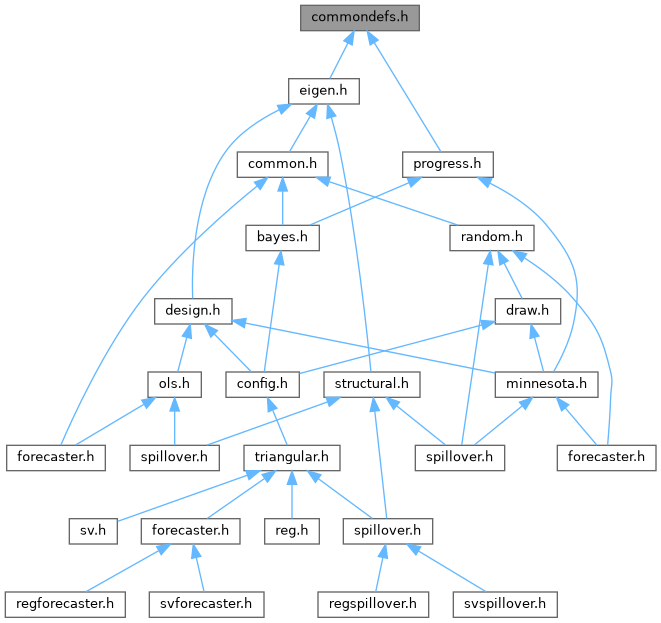 commondefs.h
eigen.h
common.h
progress.h
bayes.h
random.h
design.h
draw.h
ols.h
config.h
structural.h
minnesota.h
forecaster.h
spillover.h
triangular.h
spillover.h
forecaster.h
sv.h
forecaster.h
reg.h
spillover.h
regforecaster.h
svforecaster.h
regspillover.h
svspillover.h